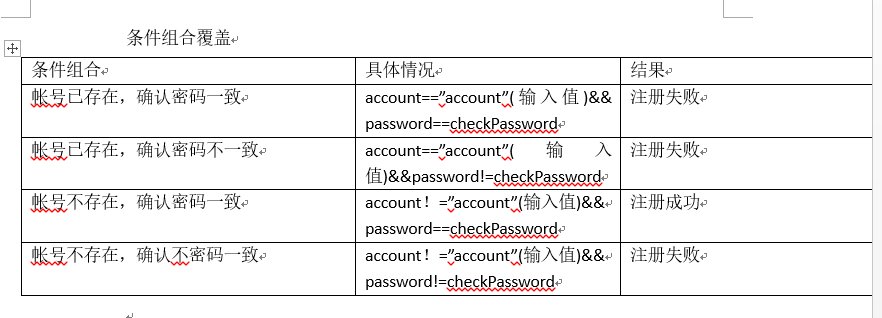 条件组合覆盖
条件组合 具体情况 结果
帐号已存在，确认密码一致 account==”account”(输入值)&& 注册失败
password==checkPassword
帐号已存在，确认密码不一致 account==”account”( 输 入 注册失败
值)&&password!=checkPassword
帐号不存在，确认密码一致 account！=”account”(输入值)&& 注册成功
password==checkPassword
帐号不存在，确认不密码一致 account！=”account”(输入值)&& 注册失败
password!=checkPassword